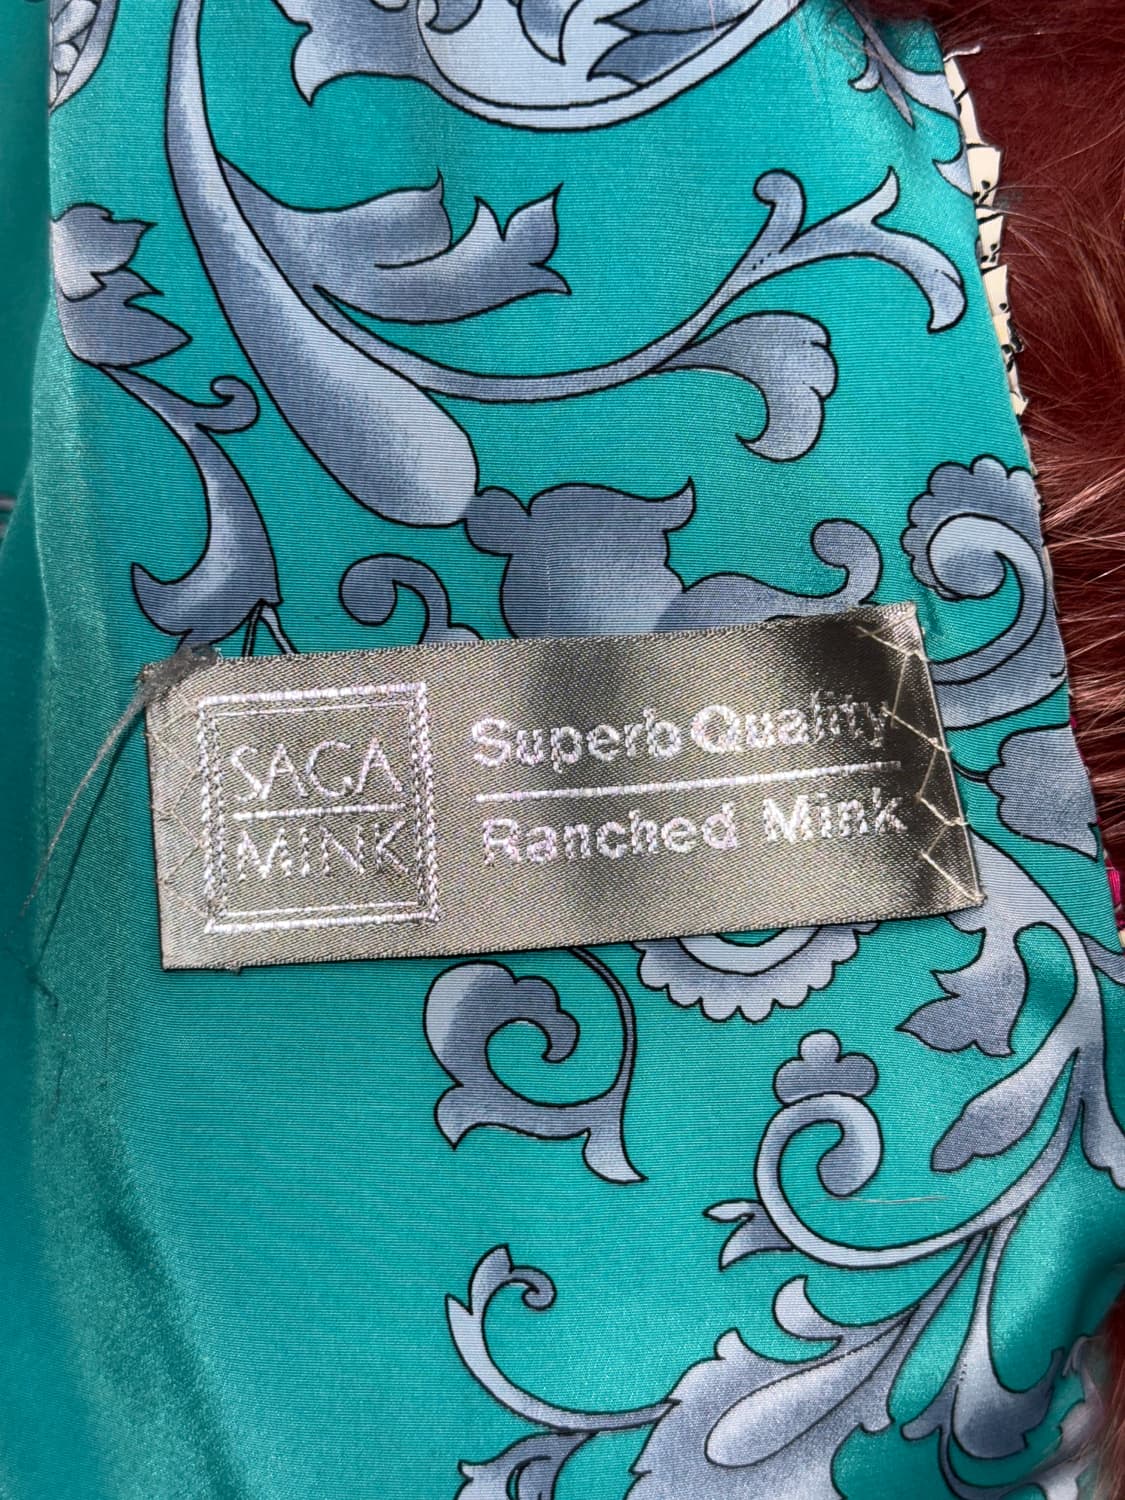 SAGA
MINK
Superb Quality
Ranched Mink